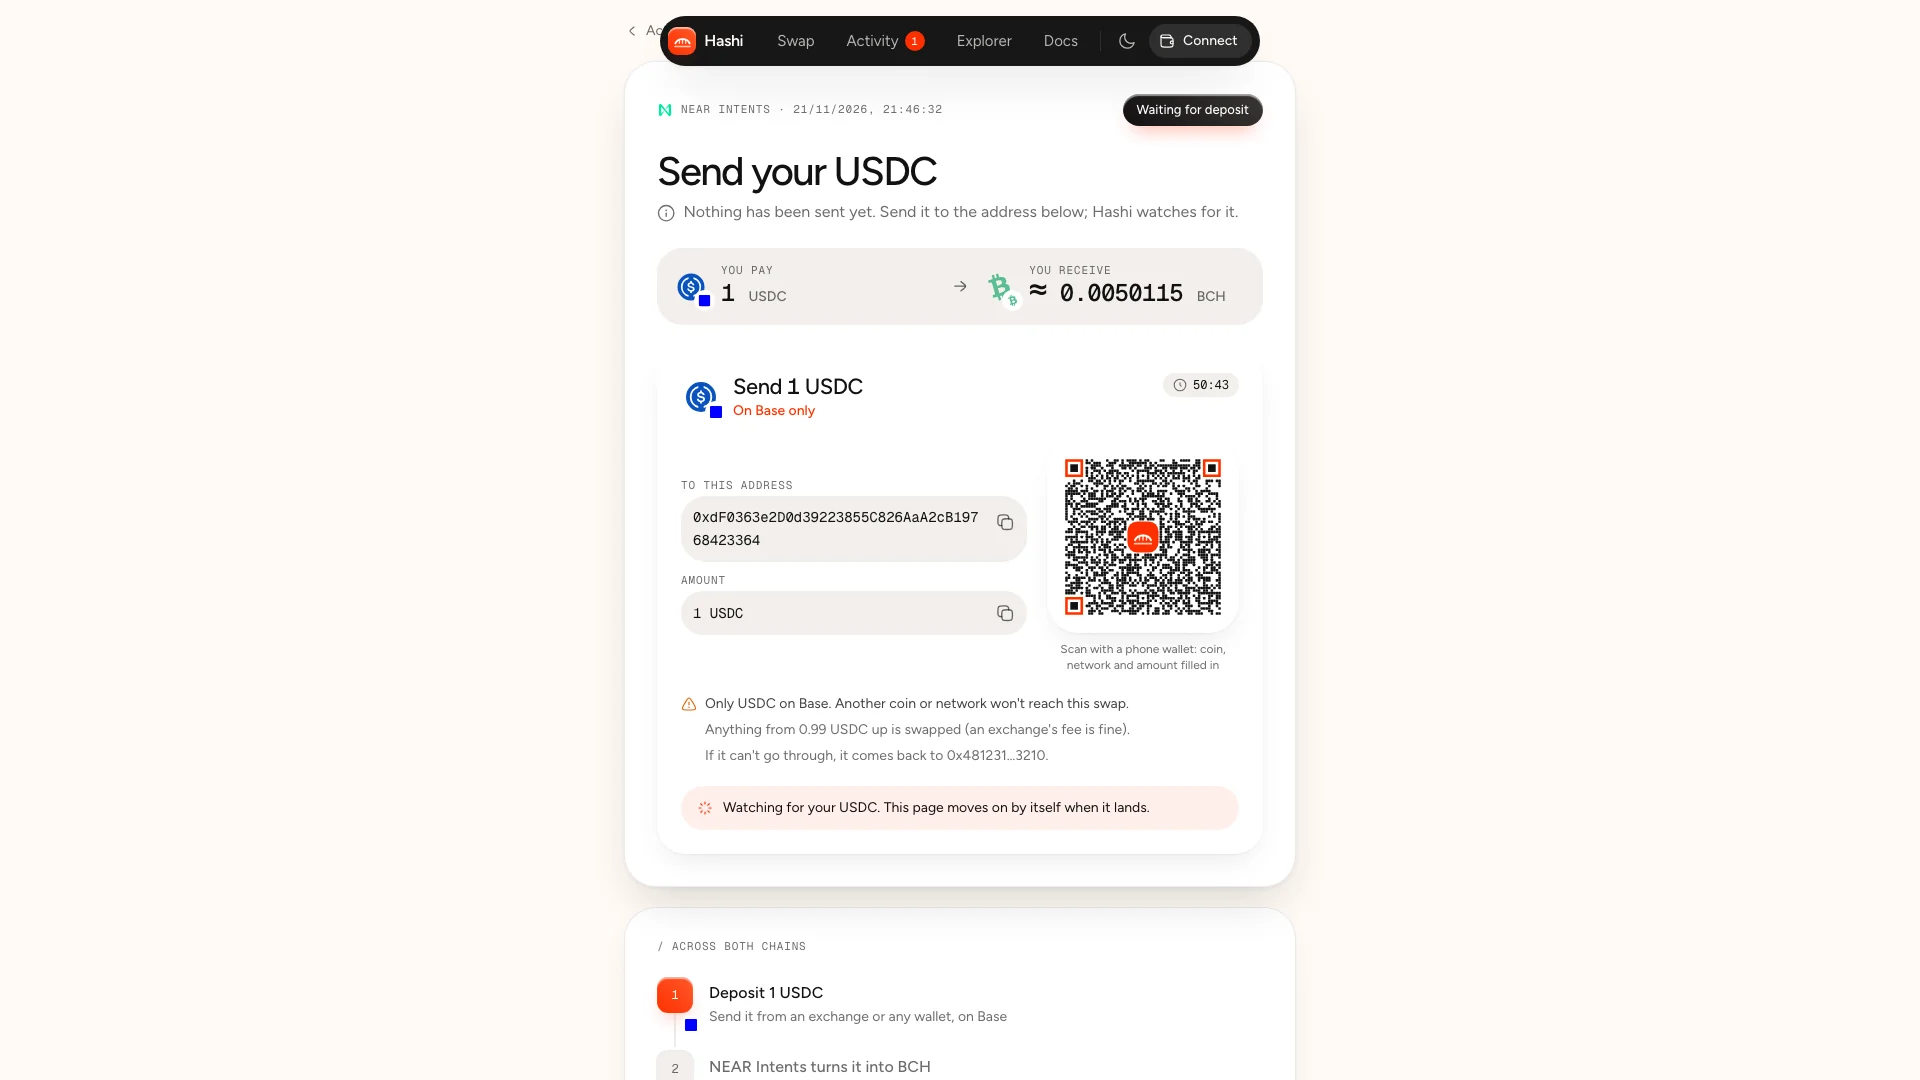 Hashi
Swap
Activity 1
Explorer
Docs
Connect
NEAR INTENTS · 21/11/2026, 21:46:32
Waiting for deposit
Send your USDC
Nothing has been sent yet. Send it to the address below; Hashi watches for it.
YOU PAY
1 USDC
YOU RECEIVE
≈ 0.0050115 BCH
Send 1 USDC
On Base only
50:43
TO THIS ADDRESS
0xdF0363e2D0d39223855C826AaA2cB197
68423364
AMOUNT
1 USDC
Scan with a phone wallet: coin,
network and amount filled in
Only USDC on Base. Another coin or network won't reach this swap.
Anything from 0.99 USDC up is swapped (an exchange's fee is fine).
If it can't go through, it comes back to 0x481231…3210.
Watching for your USDC. This page moves on by itself when it lands.
/ ACROSS BOTH CHAINS
1
Deposit 1 USDC
Send it from an exchange or any wallet, on Base
2
NEAR Intents turns it into BCH